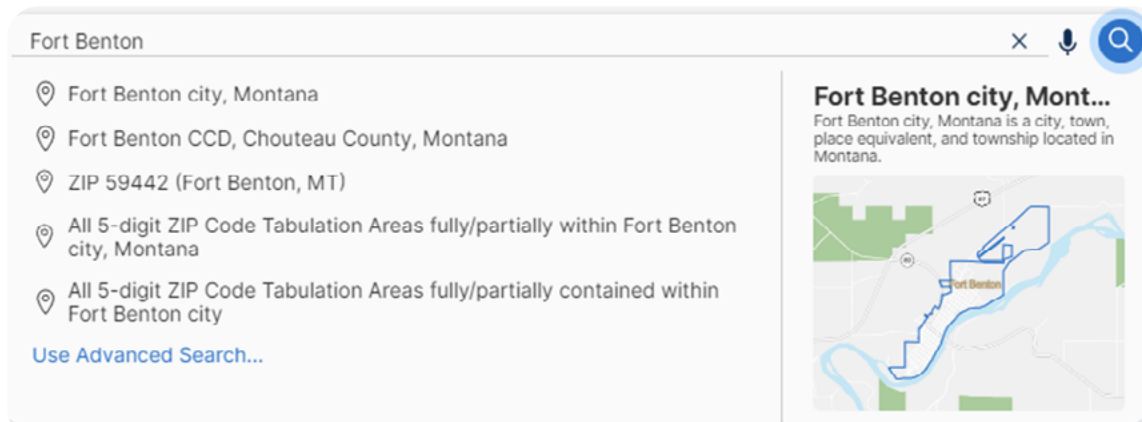 Fort Benton
Fort Benton city, Montana
Fort Benton CCD, Chouteau County, Montana
ZIP 59442 (Fort Benton, MT)
All 5-digit ZIP Code Tabulation Areas fully/partially within Fort Benton
city, Montana
All 5-digit ZIP Code Tabulation Areas fully/partially contained within
Fort Benton city
Use Advanced Search...
Fort Benton city, Mont...
Fort Benton city, Montana is a city, town,
place equivalent, and township located in
Montana.
87
80
Fort Benton